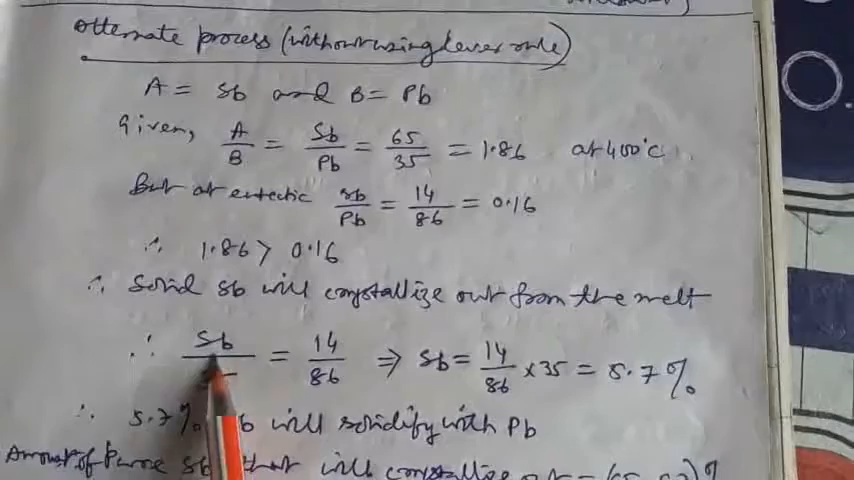 Alternate process (without using lever rule)
A = Sb and B = Pb
Given, A/B = Sb/Pb = 65/35 = 1.86 at 400°C
But at eutectic Sb/Pb = 14/86 = 0.16
∴ 1.86 > 0.16
∴ Solid Sb will crystallize out from the melt
∴ Sb/ = 14/86 ⇒ Sb = 14/86 × 35 = 5.7%
∴ 5.7% will solidify with Pb
Amount of Pure Sb that will crystallize out =